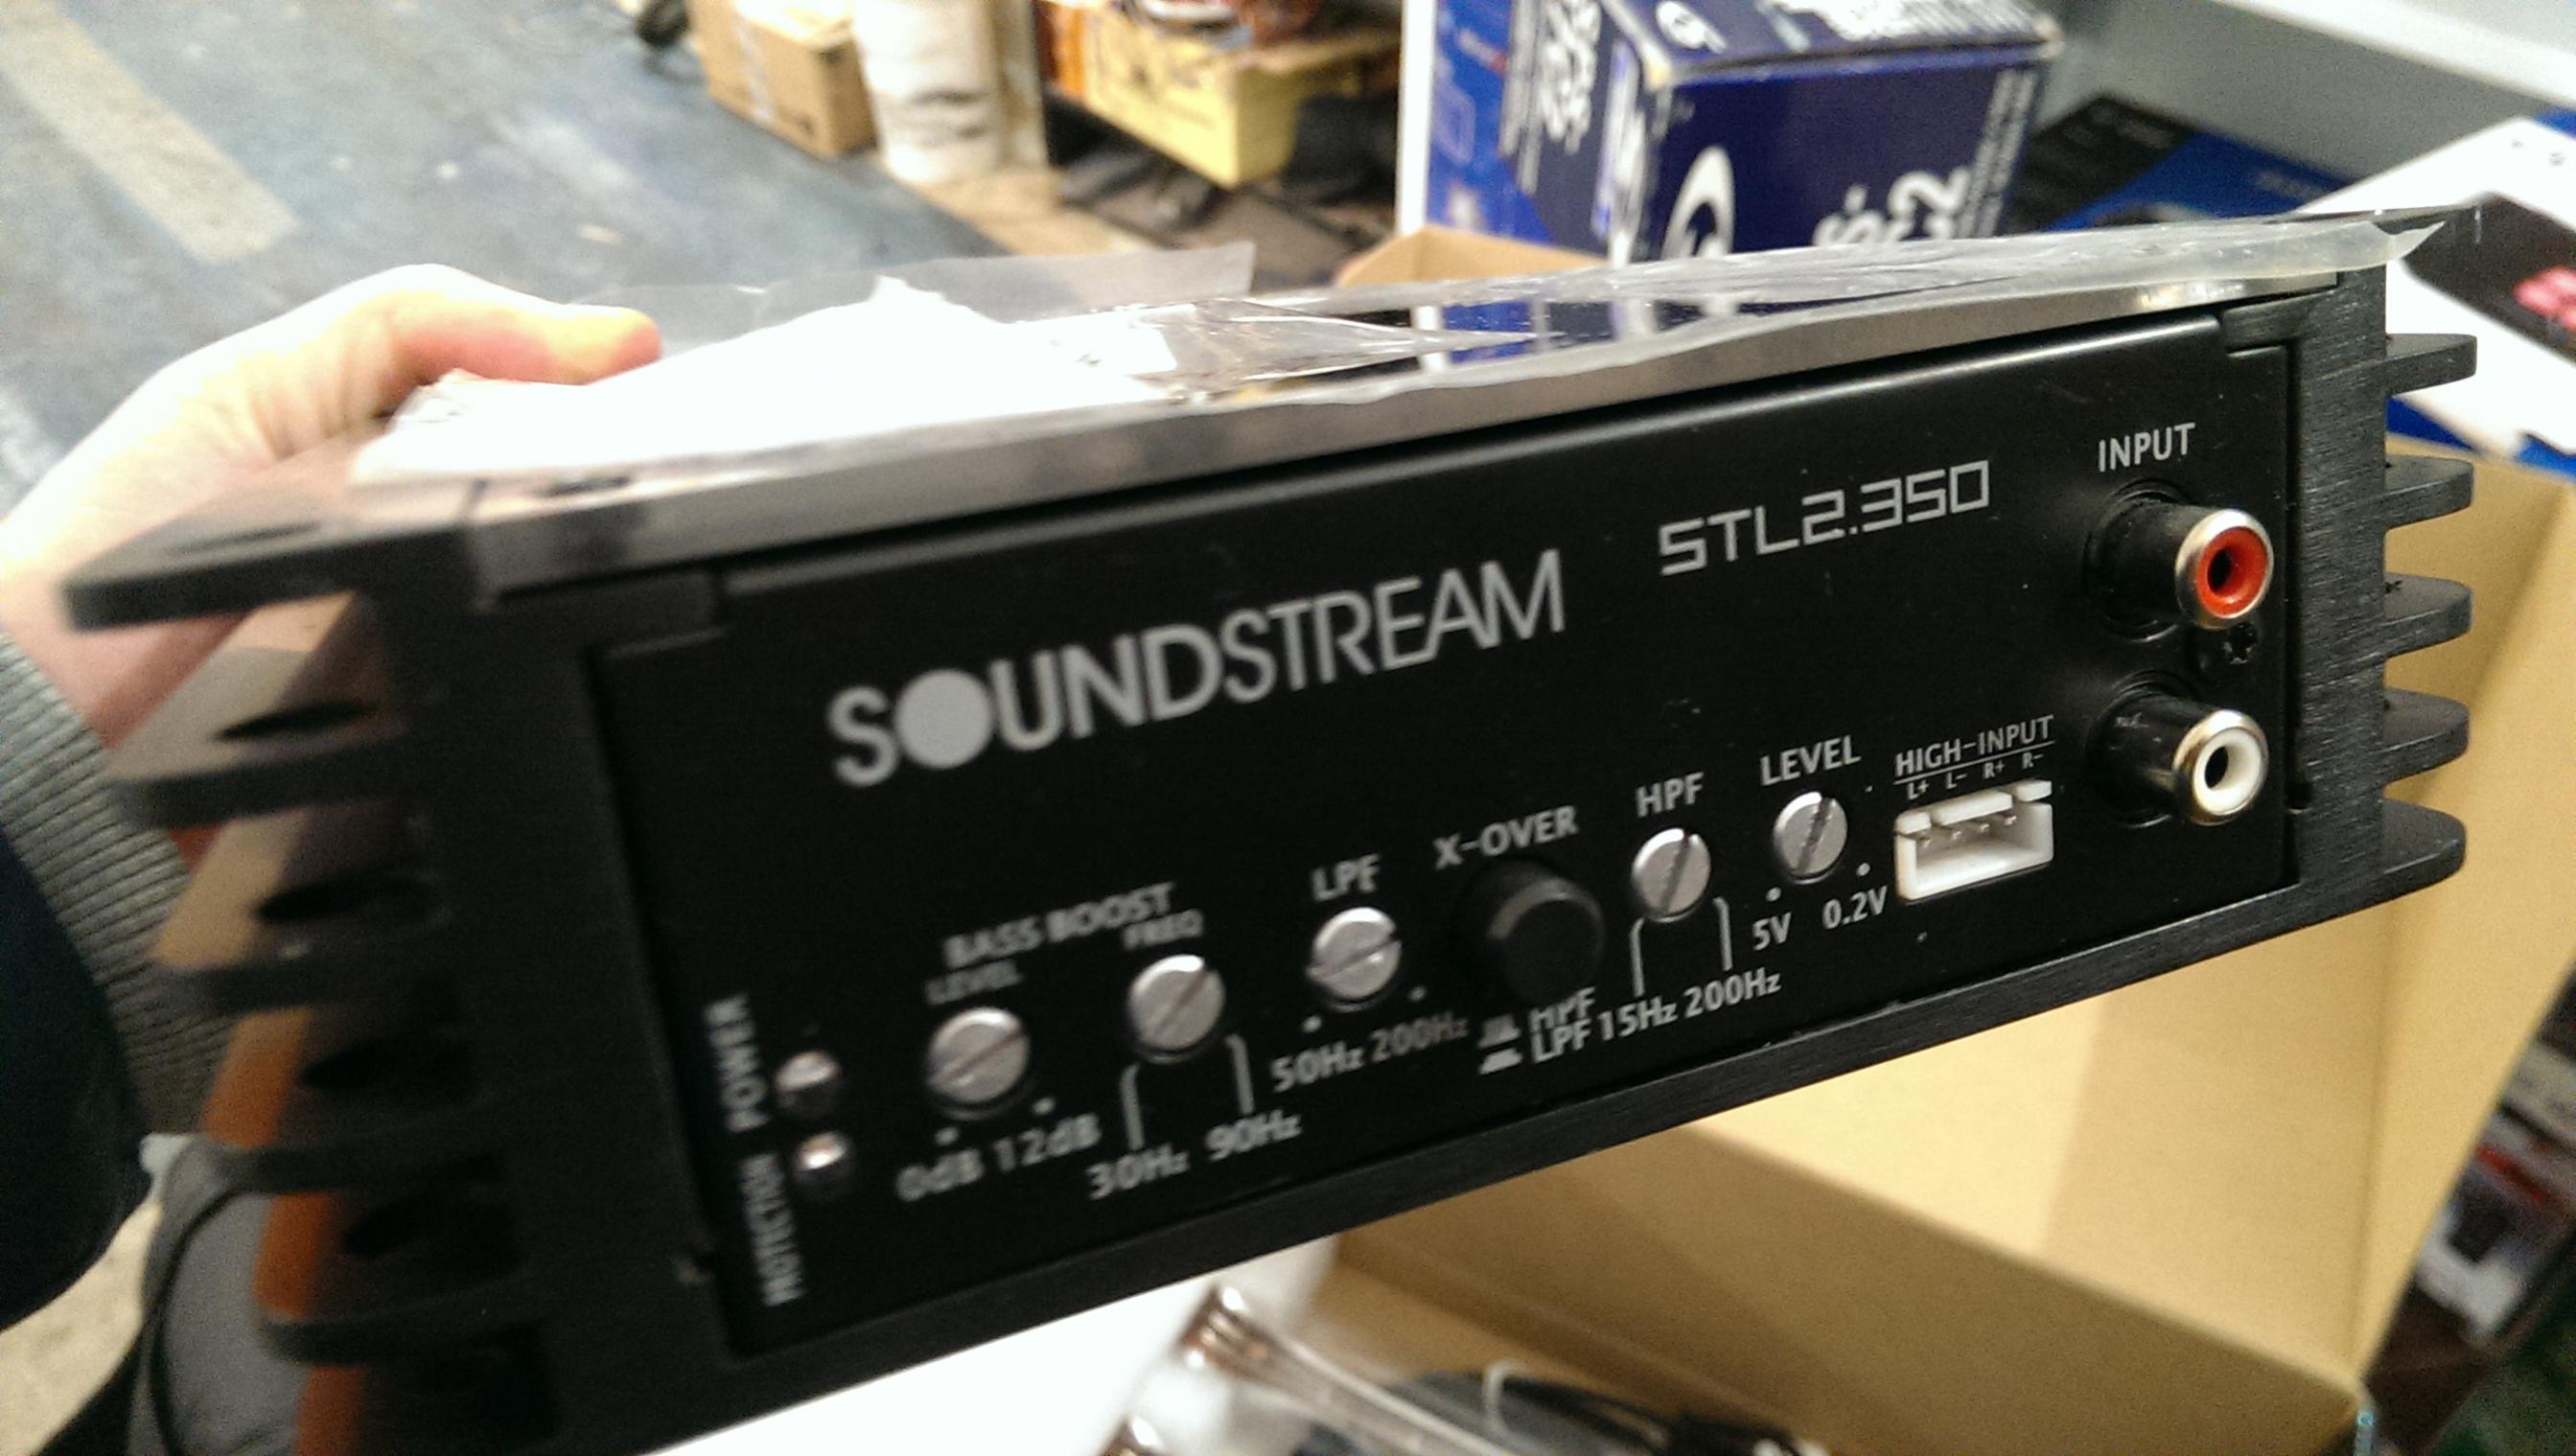 SOUNDSTREAM
STL2.350
INPUT
POWER
PROTECTION
BASS BOOST
LEVEL
FREQ
0dB 12dB
30Hz 90Hz
LPF
50Hz 200Hz
X-OVER
HPF
LPF
HPF
15Hz 200Hz
LEVEL
5V 0.2V
HIGH-INPUT
L+ L- R+ R-